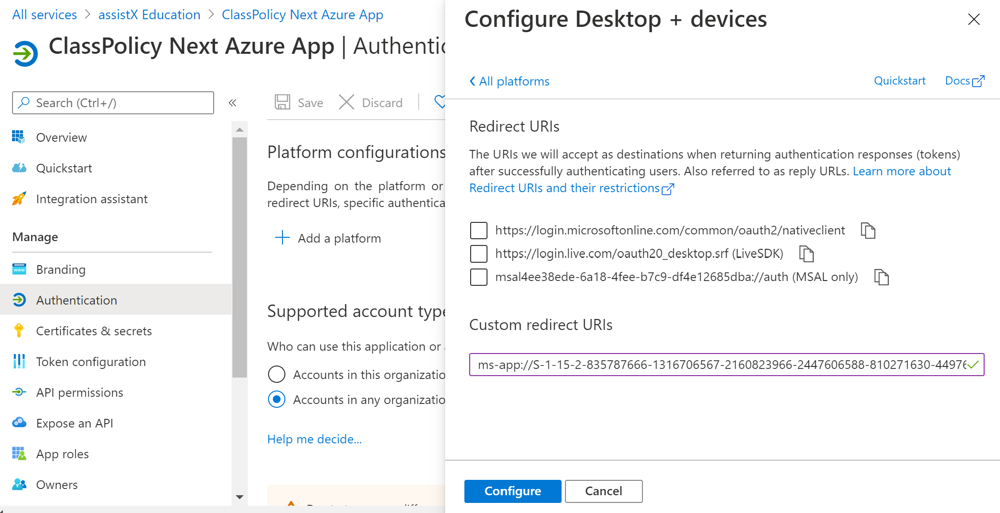 All services > assistX Education > ClassPolicy Next Azure App
ClassPolicy Next Azure App | Authentic
Search (Ctrl+/)
«
Overview
Quickstart
Integration assistant
Manage
Branding
Authentication
Certificates & secrets
Token configuration
API permissions
Expose an API
App roles
Owners
Save
Discard
Platform configurations
Depending on the platform or
redirect URIs, specific authentica
Add a platform
Supported account type
Who can use this application or
Accounts in this organizatio
Accounts in any organizatio
Help me decide...
Configure Desktop + devices
All platforms
Quickstart
Docs
Redirect URIs
The URIs we will accept as destinations when returning authentication responses (tokens)
after successfully authenticating users. Also referred to as reply URLs. Learn more about
Redirect URIs and their restrictions
https://login.microsoftonline.com/common/oauth2/nativeclient
https://login.live.com/oauth20_desktop.srf (LiveSDK)
msal4ee38ede-6a18-4fee-b7c9-df4e12685dba://auth (MSAL only)
Custom redirect URIs
ms-app://S-1-15-2-835787666-1316706567-2160823966-2447606588-810271630-44976
Configure
Cancel